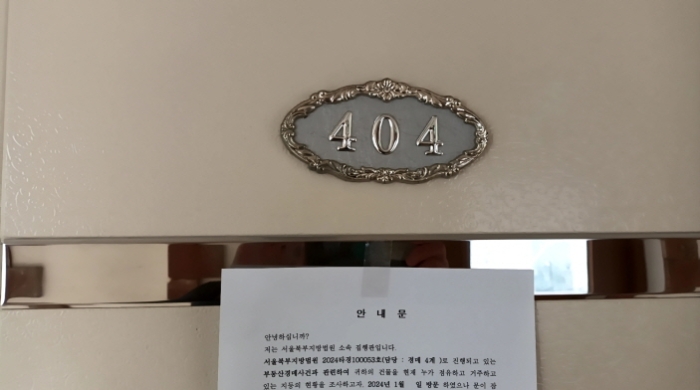 404
안 내 문
안녕하십니까?
저는 서울북부지방법원 소속 집행관입니다.
서울북부지방법원 2024타경100053호(담당 : 경매 4계 )로 진행되고 있는
부동산경매사건과 관련하여 귀하의 건물을 현재 누가 점유하고 거주하고
있는 지등의 현황을 조사하고자, 2024년 1월 일 방문 하였으나 문이 잠